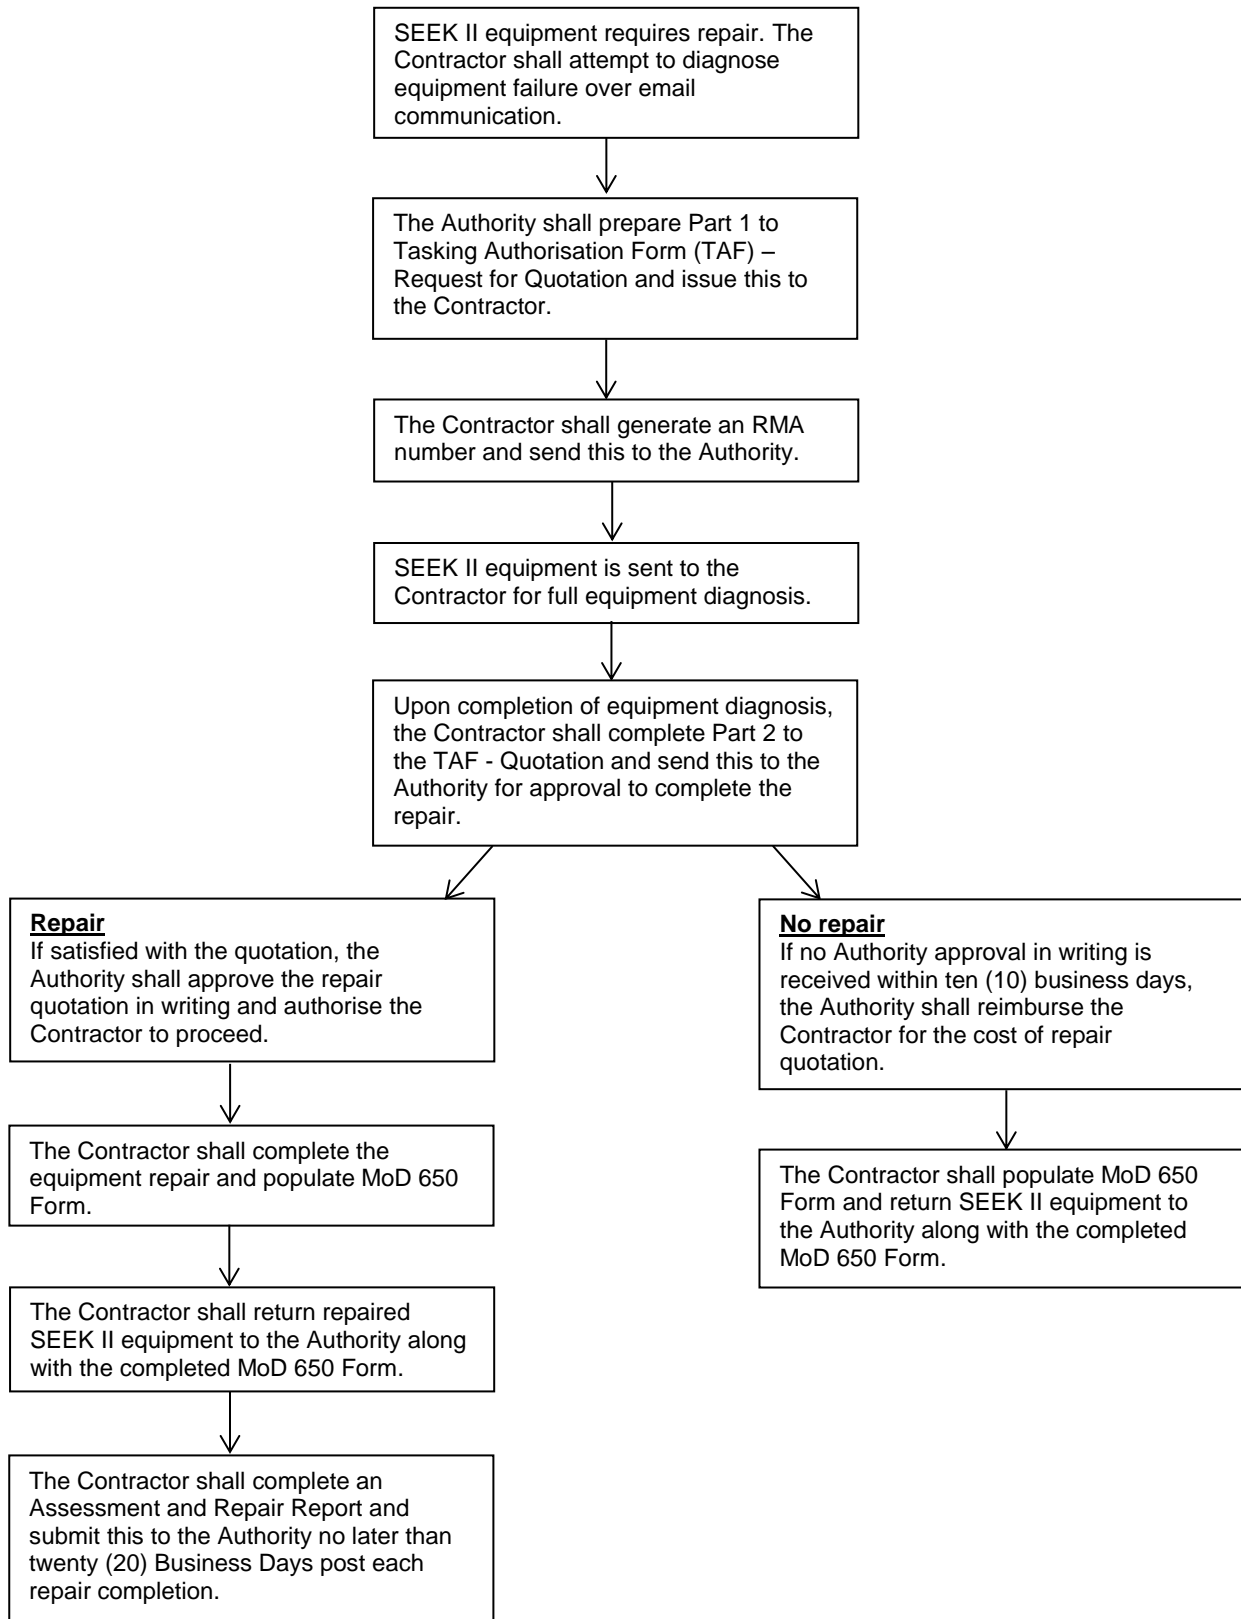 SEEK II equipment requires repair. The
Contractor shall attempt to diagnose
equipment failure over email
communication.
The Authority shall prepare Part 1 to
Tasking Authorisation Form (TAF) –
Request for Quotation and issue this to
the Contractor.
The Contractor shall generate an RMA
number and send this to the Authority.
SEEK II equipment is sent to the
Contractor for full equipment diagnosis.
Upon completion of equipment diagnosis,
the Contractor shall complete Part 2 to
the TAF - Quotation and send this to the
Authority for approval to complete the
repair.
Repair
If satisfied with the quotation, the
Authority shall approve the repair
quotation in writing and authorise the
Contractor to proceed.
The Contractor shall complete the
equipment repair and populate MoD 650
Form.
The Contractor shall return repaired
SEEK II equipment to the Authority along
with the completed MoD 650 Form.
The Contractor shall complete an
Assessment and Repair Report and
submit this to the Authority no later than
twenty (20) Business Days post each
repair completion.
No repair
If no Authority approval in writing is
received within ten (10) business days,
the Authority shall reimburse the
Contractor for the cost of repair
quotation.
The Contractor shall populate MoD 650
Form and return SEEK II equipment to
the Authority along with the completed
MoD 650 Form.